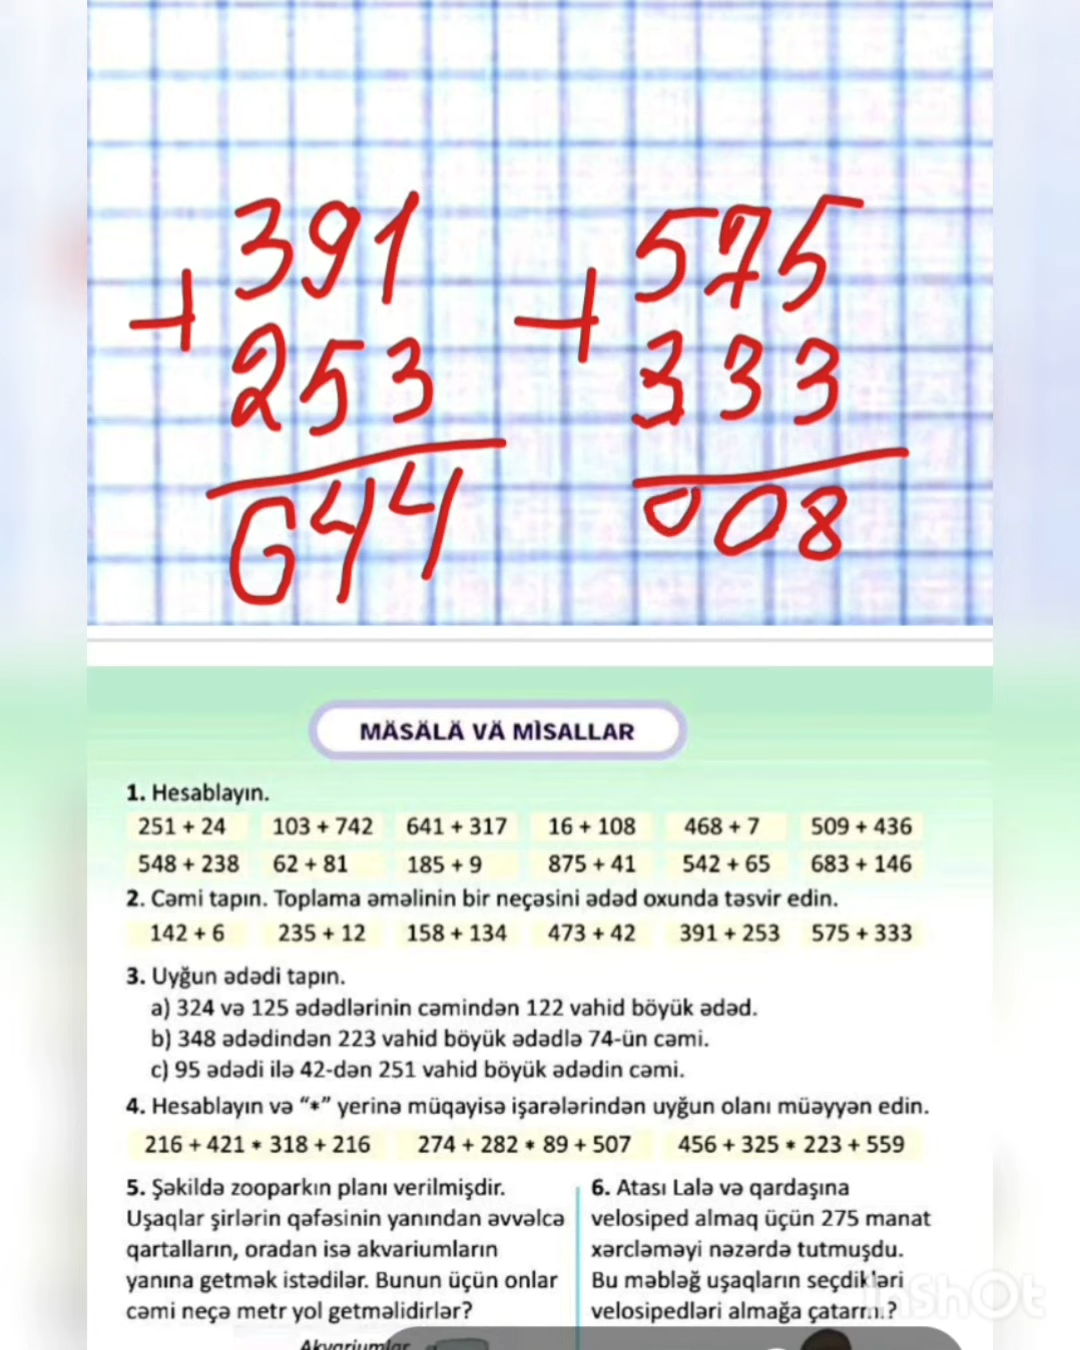 391 575
+ +
253 333
644 008
MÄSÄLÄ VÄ MÌSALLAR
1. Hesablayın.
251 + 24 103 + 742 641 + 317 16 + 108 468 + 7 509 + 436
548 + 238 62 + 81 185 + 9 875 + 41 542 + 65 683 + 146
2. Cəmi tapın. Toplama əməlinin bir neçəsini ədəd oxunda təsvir edin.
142 + 6 235 + 12 158 + 134 473 + 42 391 + 253 575 + 333
3. Uyğun ədədi tapın.
a) 324 və 125 ədədlərinin cəmindən 122 vahid böyük ədəd.
b) 348 ədədindən 223 vahid böyük ədədlə 74-ün cəmi.
c) 95 ədədi ilə 42-dən 251 vahid böyük ədədin cəmi.
4. Hesablayın və “*” yerinə müqayisə işarələrindən uyğun olanı müəyyən edin.
216 + 421 * 318 + 216 274 + 282 * 89 + 507 456 + 325 * 223 + 559
5. Şəkildə zooparkın planı verilmişdir.
Uşaqlar şirlərin qəfəsinin yanından əvvəlcə
qartalların, oradan isə akvariumların
yanına getmək istədilər. Bunun üçün onlar
cəmi neçə metr yol getməlidirlər?
Akvariumlar
6. Atası Lalə və qardaşına
velosiped almaq üçün 275 manat
xərcləməyi nəzərdə tutmuşdu.
Bu məbləğ uşaqların seçdikləri
velosipedləri almağa çatarmı?
InShOt